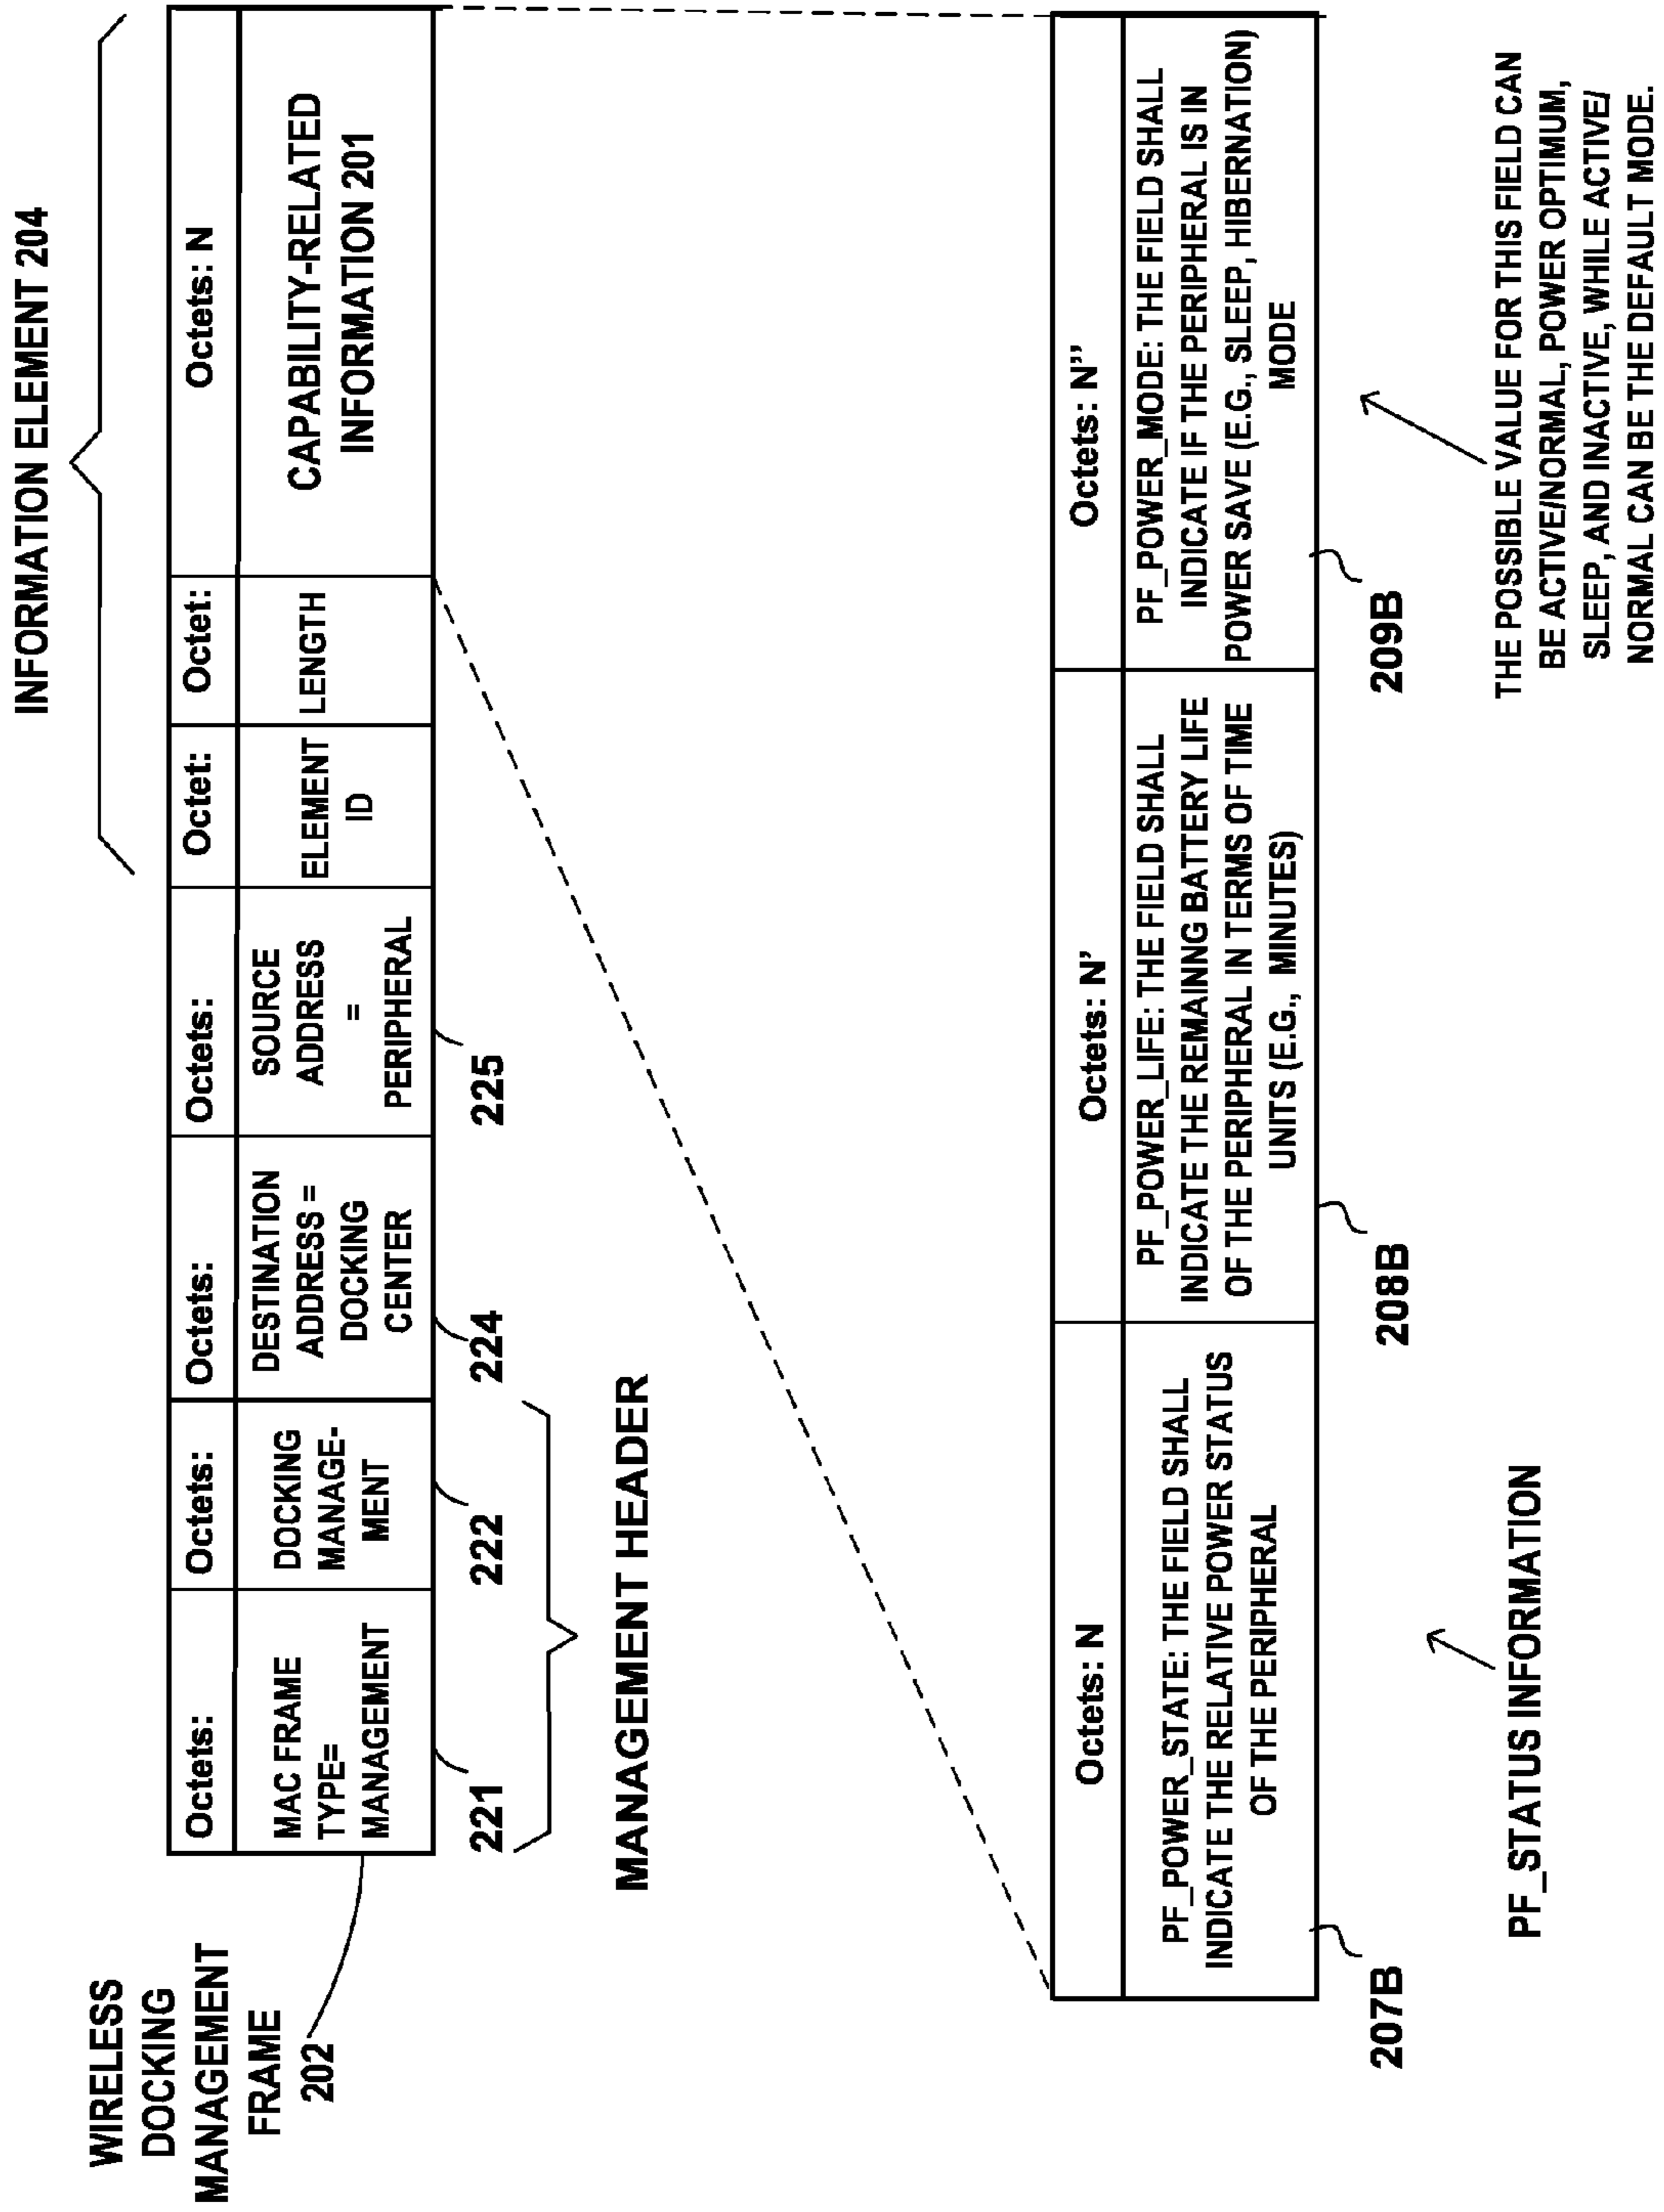 INFORMATION ELEMENT 204
WIRELESS
DOCKING
MANAGEMENT
FRAME
202
Octets:
MAC FRAME
TYPE=
MANAGEMENT
221
Octets:
DOCKING
MANAGE-
MENT
222
Octets:
DESTINATION
ADDRESS =
DOCKING
CENTER
224
Octets:
SOURCE
ADDRESS
=
PERIPHERAL
225
Octet:
ELEMENT
ID
Octet:
LENGTH
Octets: N
CAPABILITY-RELATED
INFORMATION 201
MANAGEMENT HEADER
Octets: N
PF_POWER_STATE: THE FIELD SHALL
INDICATE THE RELATIVE POWER STATUS
OF THE PERIPHERAL
207B
Octets: N'
PF_POWER_LIFE: THE FIELD SHALL
INDICATE THE REMAINNG BATTERY LIFE
OF THE PERIPHERAL IN TERMS OF TIME
UNITS (E.G., MINUTES)
208B
Octets: N''
PF_POWER_MODE: THE FIELD SHALL
INDICATE IF THE PERIPHERAL IS IN
POWER SAVE (E.G., SLEEP, HIBERNATION)
MODE
209B
PF_STATUS INFORMATION
THE POSSIBLE VALUE FOR THIS FIELD CAN
BE ACTIVE/NORMAL, POWER OPTIMUM,
SLEEP, AND INACTIVE, WHILE ACTIVE/
NORMAL CAN BE THE DEFAULT MODE.